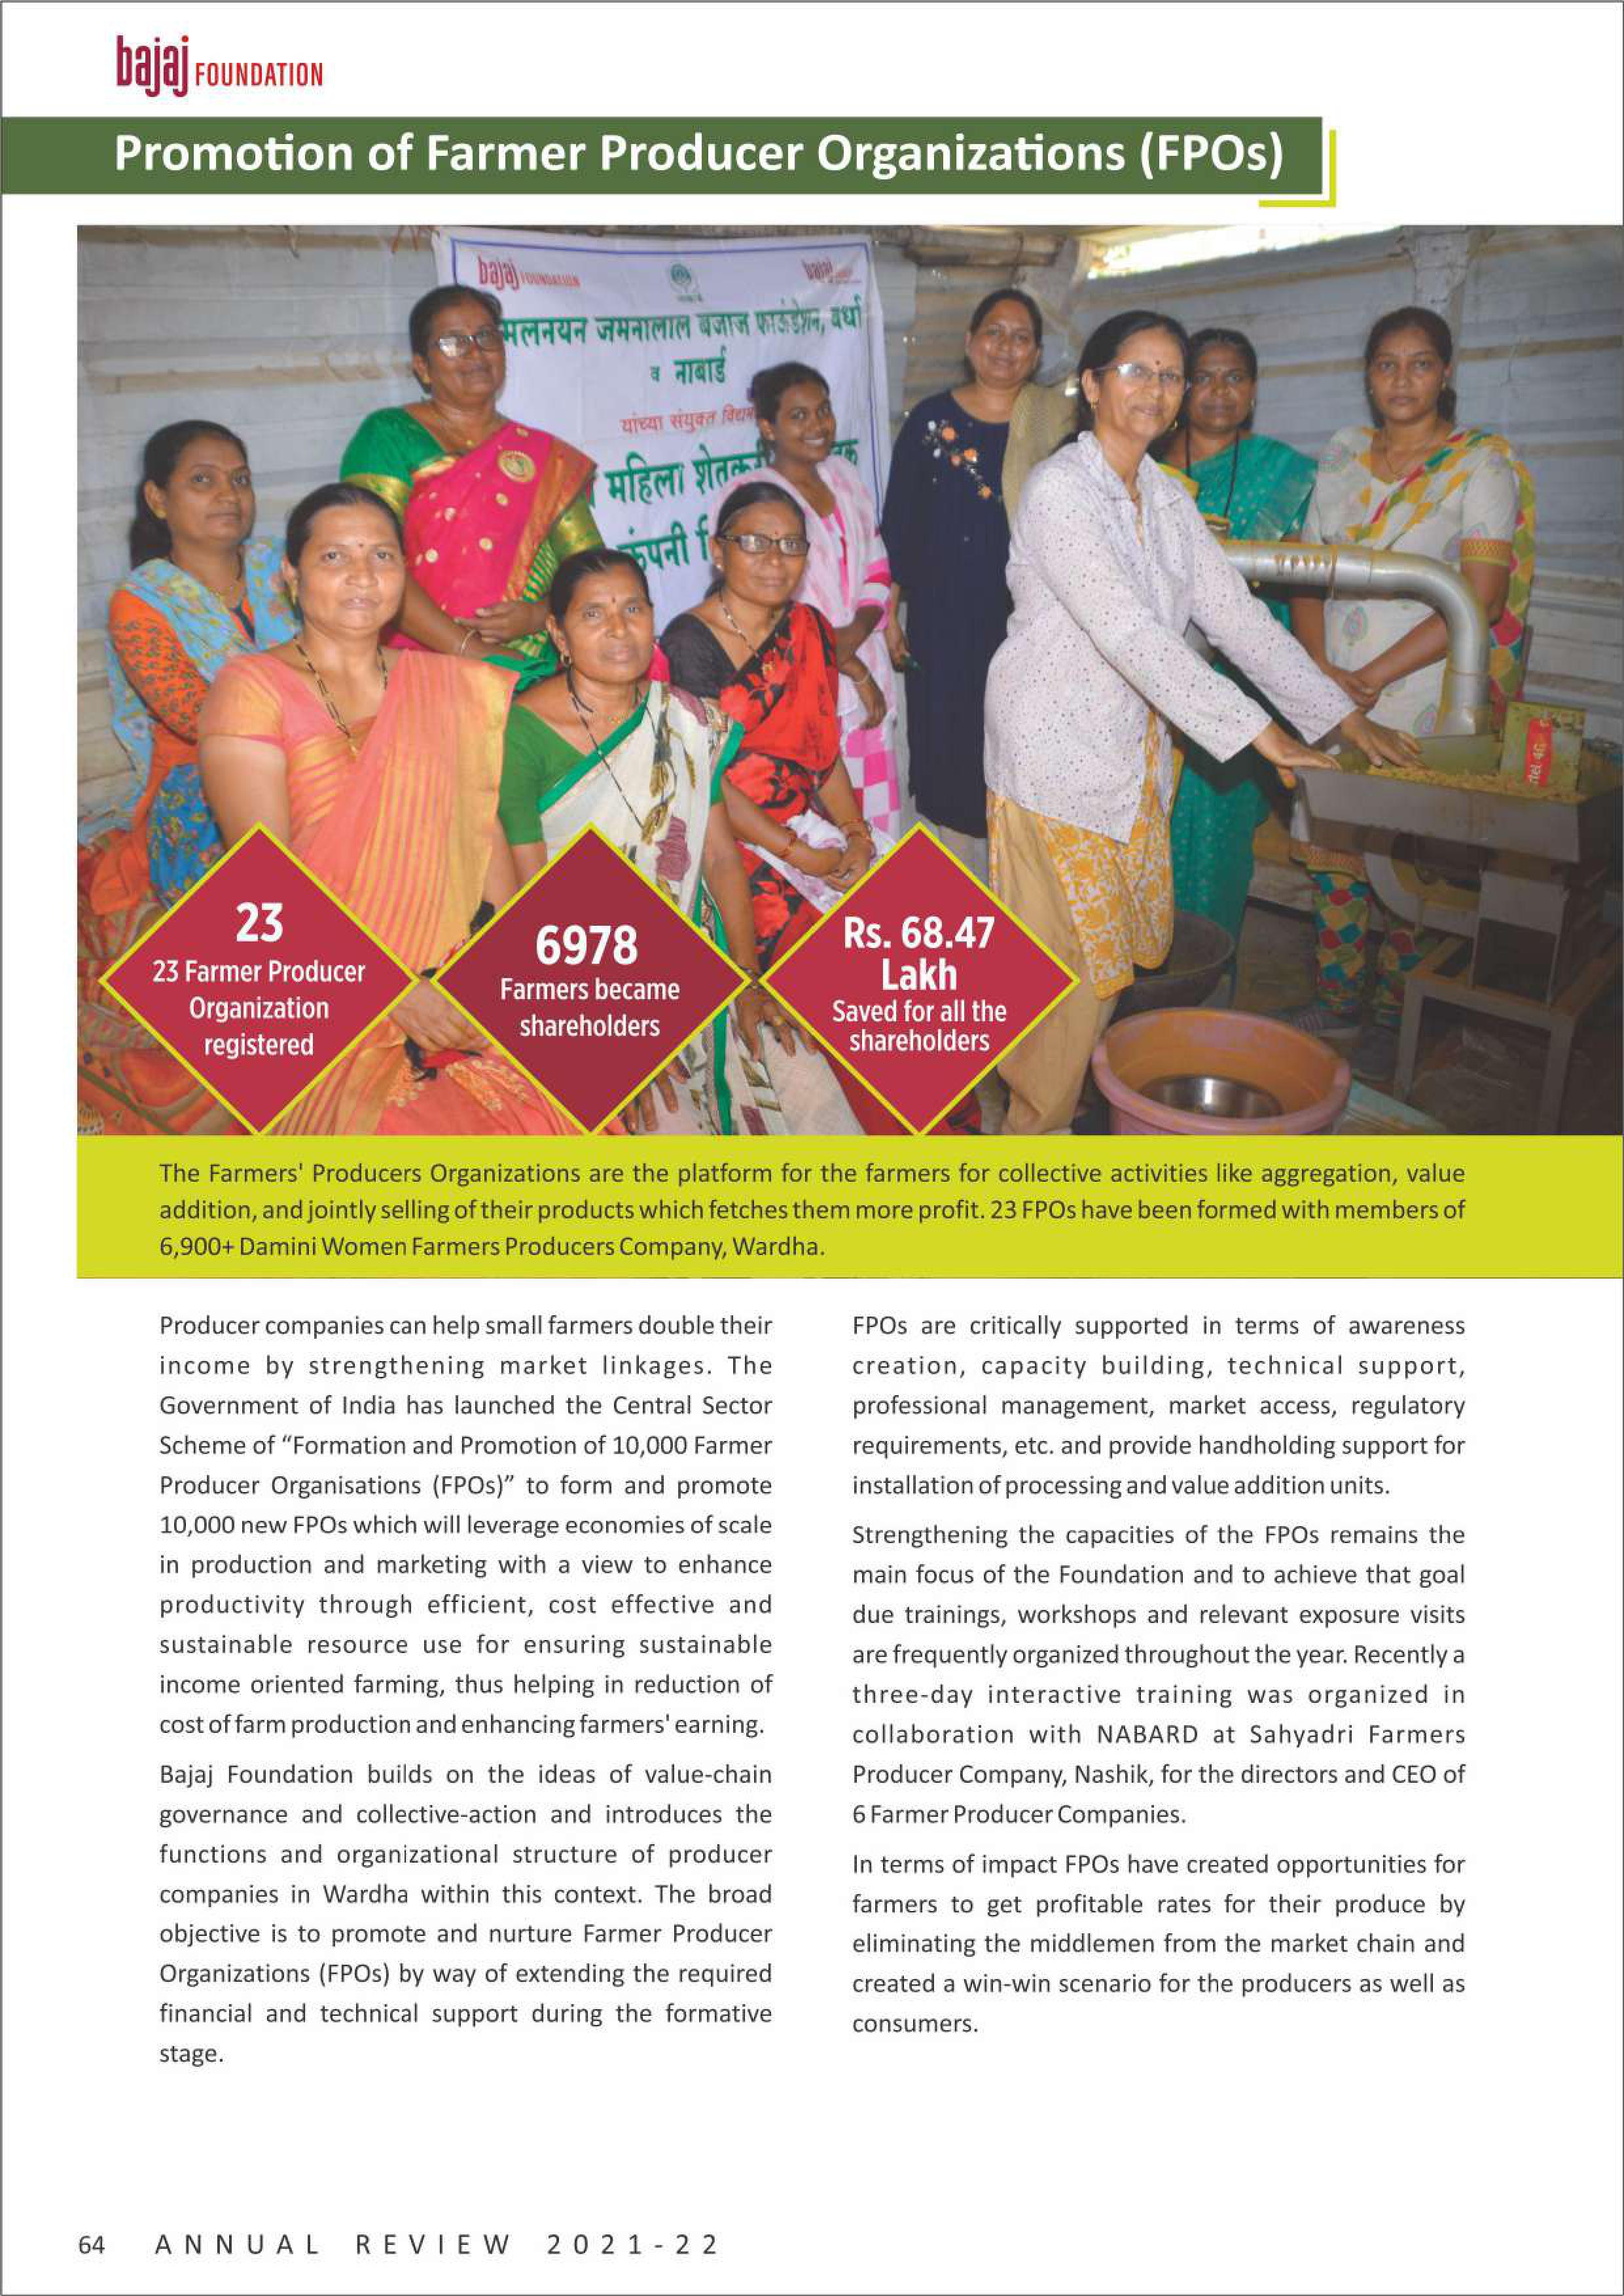 bajaj FOUNDATION
Promotion of Farmer Producer Organizations (FPOs)
bajaj FOUNDATION
bajaj
जमनालाल बजाज फाऊंडेशन, वर्धा
व नाबार्ड
यांच्या संयुक्त
महिला
कंपनी
23
23 Farmer Producer
Organization
registered
6978
Farmers became
shareholders
Rs. 68.47
Lakh
Saved for all the
shareholders
The Farmers' Producers Organizations are the platform for the farmers for collective activities like aggregation, value
addition, and jointly selling of their products which fetches them more profit. 23 FPOs have been formed with members of
6,900+ Damini Women Farmers Producers Company, Wardha.
Producer companies can help small farmers double their
income by strengthening market linkages. The
Government of India has launched the Central Sector
Scheme of “Formation and Promotion of 10,000 Farmer
Producer Organisations (FPOs)” to form and promote
10,000 new FPOs which will leverage economies of scale
in production and marketing with a view to enhance
productivity through efficient, cost effective and
sustainable resource use for ensuring sustainable
income oriented farming, thus helping in reduction of
cost of farm production and enhancing farmers' earning.
Bajaj Foundation builds on the ideas of value-chain
governance and collective-action and introduces the
functions and organizational structure of producer
companies in Wardha within this context. The broad
objective is to promote and nurture Farmer Producer
Organizations (FPOs) by way of extending the required
financial and technical support during the formative
stage.
FPOs are critically supported in terms of awareness
creation, capacity building, technical support,
professional management, market access, regulatory
requirements, etc. and provide handholding support for
installation of processing and value addition units.
Strengthening the capacities of the FPOs remains the
main focus of the Foundation and to achieve that goal
due trainings, workshops and relevant exposure visits
are frequently organized throughout the year. Recently a
three-day interactive training was organized in
collaboration with NABARD at Sahyadri Farmers
Producer Company, Nashik, for the directors and CEO of
6 Farmer Producer Companies.
In terms of impact FPOs have created opportunities for
farmers to get profitable rates for their produce by
eliminating the middlemen from the market chain and
created a win-win scenario for the producers as well as
consumers.
64 ANNUAL REVIEW 2021-22